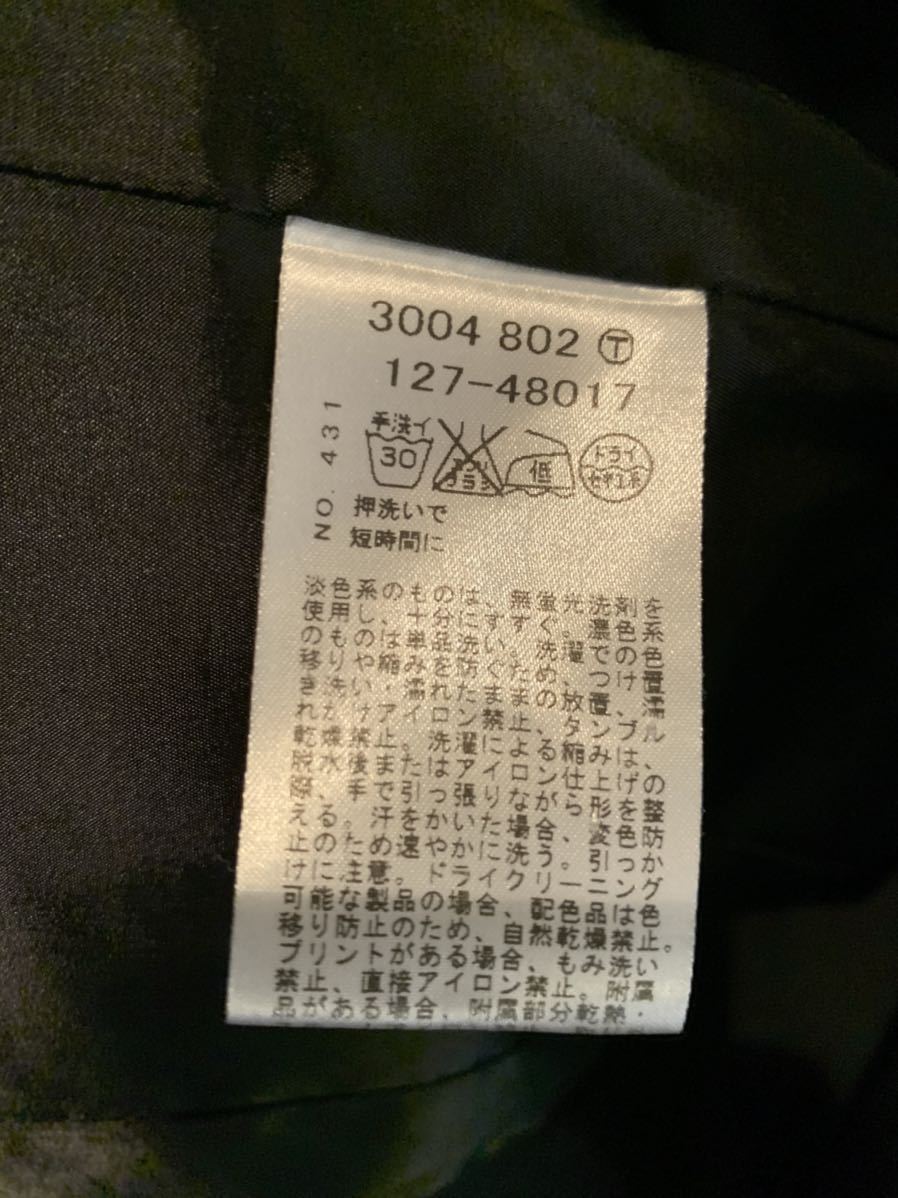 3004 802 Ⓣ
127-48017
NO. 431
手洗イ
30
エンソ
サラシ
低
ドライ
セキユ系
押洗いで
短時間に
淡色系のものは、無蛍光洗剤を
使用し、十分にすすぐ。濃色系
のものは単品洗い。洗濯での色
移りや縮みを防ぐため、つけ置
き洗い・濡れたままの放置、濡
れがけアイロン禁止、タンブル
乾燥禁止。洗濯による縮みは、
脱水後またはアイロン仕上げの
際、手で引っ張りながら形を整
える。汗をかいた場合、変色防
止のため速やかに洗う。引っか
けに注意。ドライクリーニング
可能な製品の場合、配色品は色
移り防止のため、自然乾燥禁止。
プリントがある場合、もみ洗い
禁止、直接アイロン禁止。附属
品がある場合、附属部分乾熱・